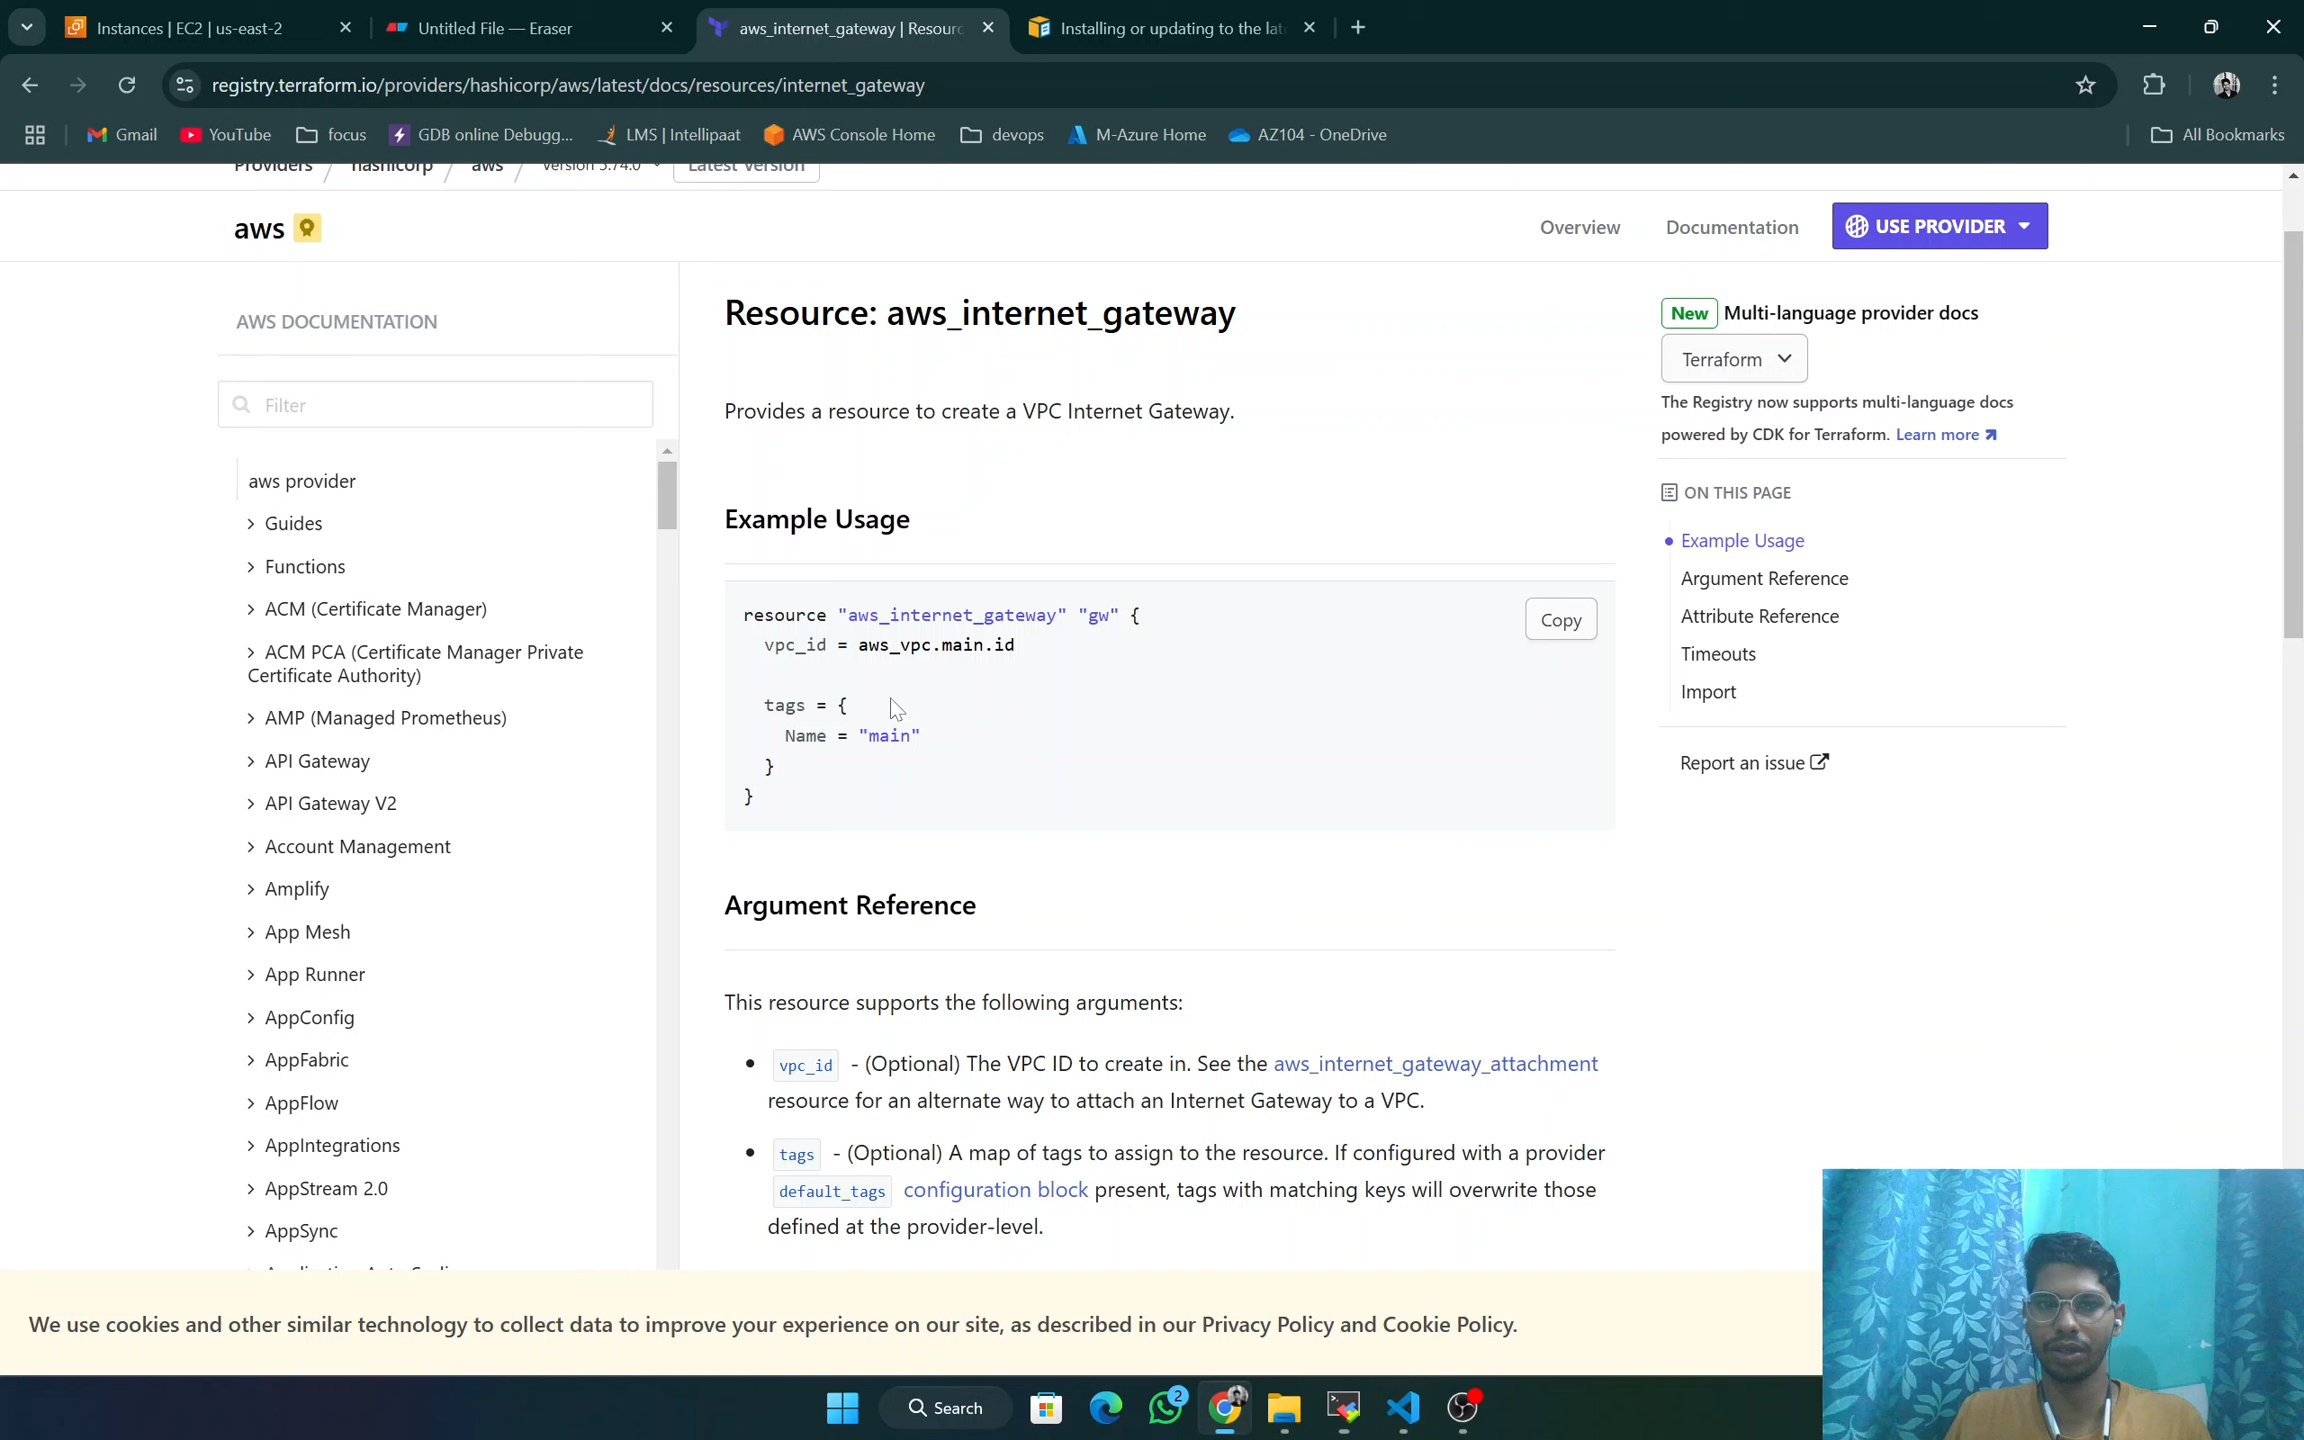 Instances | EC2 | us-east-2
Untitled File — Eraser
aws_internet_gateway | Resourc
Installing or updating to the lat
registry.terraform.io/providers/hashicorp/aws/latest/docs/resources/internet_gateway
Gmail
YouTube
focus
GDB online Debugg...
LMS | Intellipaat
AWS Console Home
devops
M-Azure Home
AZ104 - OneDrive
All Bookmarks
Providers / hashicorp / aws / Version 5.74.0 Latest Version
aws
Overview
Documentation
USE PROVIDER
AWS DOCUMENTATION
Filter
aws provider
Guides
Functions
ACM (Certificate Manager)
ACM PCA (Certificate Manager Private
Certificate Authority)
AMP (Managed Prometheus)
API Gateway
API Gateway V2
Account Management
Amplify
App Mesh
App Runner
AppConfig
AppFabric
AppFlow
AppIntegrations
AppStream 2.0
AppSync
Resource: aws_internet_gateway
Provides a resource to create a VPC Internet Gateway.
Example Usage
resource "aws_internet_gateway" "gw" {
Copy
vpc_id = aws_vpc.main.id
tags = {
Name = "main"
}
}
Argument Reference
This resource supports the following arguments:
• vpc_id - (Optional) The VPC ID to create in. See the aws_internet_gateway_attachment
resource for an alternate way to attach an Internet Gateway to a VPC.
• tags - (Optional) A map of tags to assign to the resource. If configured with a provider
default_tags configuration block present, tags with matching keys will overwrite those
defined at the provider-level.
New Multi-language provider docs
Terraform
The Registry now supports multi-language docs
powered by CDK for Terraform. Learn more
ON THIS PAGE
Example Usage
Argument Reference
Attribute Reference
Timeouts
Import
Report an issue
We use cookies and other similar technology to collect data to improve your experience on our site, as described in our Privacy Policy and Cookie Policy.
Search
2